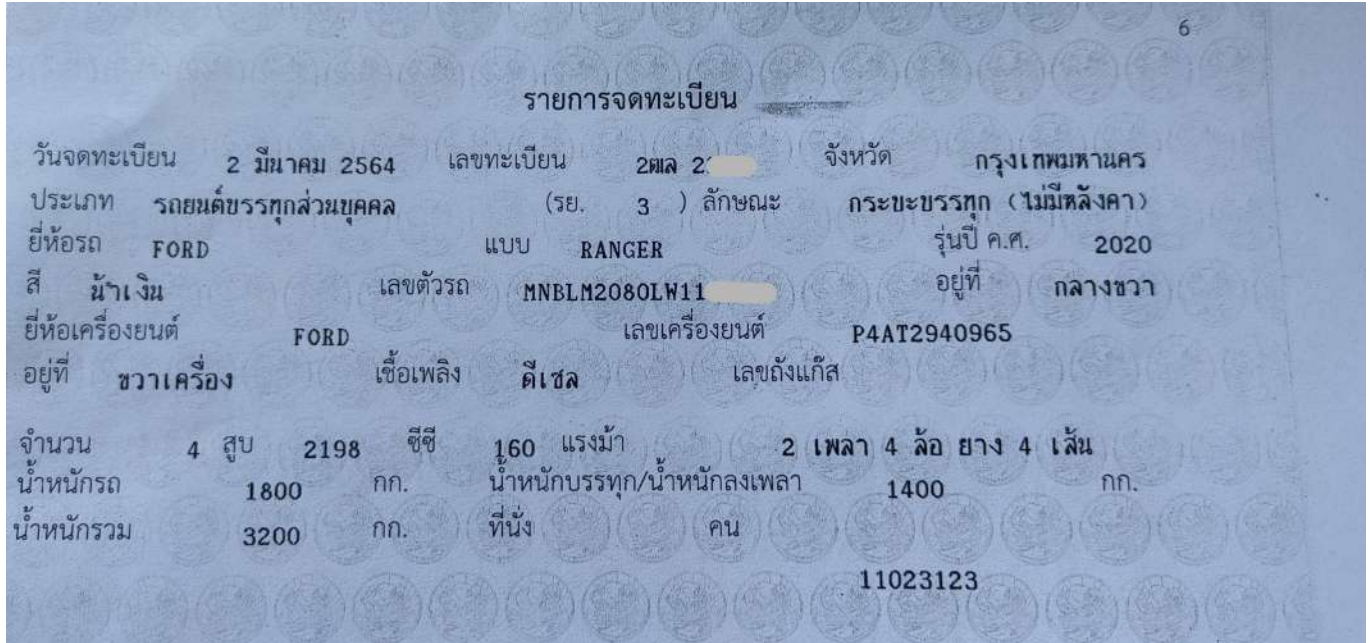 6
รายการจดทะเบียน
วันจดทะเบียน 2 มีนาคม 2564 เลขทะเบียน 2ฒล 2 จังหวัด กรุงเทพมหานคร
ประเภท รถยนต์บรรทุกส่วนบุคคล (รย. 3 ) ลักษณะ กระบะบรรทุก (ไม่มีหลังคา)
ยี่ห้อรถ FORD แบบ RANGER รุ่นปี ค.ศ. 2020
สี น้ำเงิน เลขตัวรถ MNBLM2080LW11 อยู่ที่ กลางขวา
ยี่ห้อเครื่องยนต์ FORD เลขเครื่องยนต์ P4AT2940965
อยู่ที่ ขวาเครื่อง เชื้อเพลิง ดีเซล เลขถังแก๊ส
จำนวน 4 สูบ 2198 ซีซี 160 แรงม้า 2 เพลา 4 ล้อ ยาง 4 เส้น
น้ำหนักรถ 1800 กก. น้ำหนักบรรทุก/น้ำหนักลงเพลา 1400 กก.
น้ำหนักรวม 3200 กก. ที่นั่ง คน
11023123